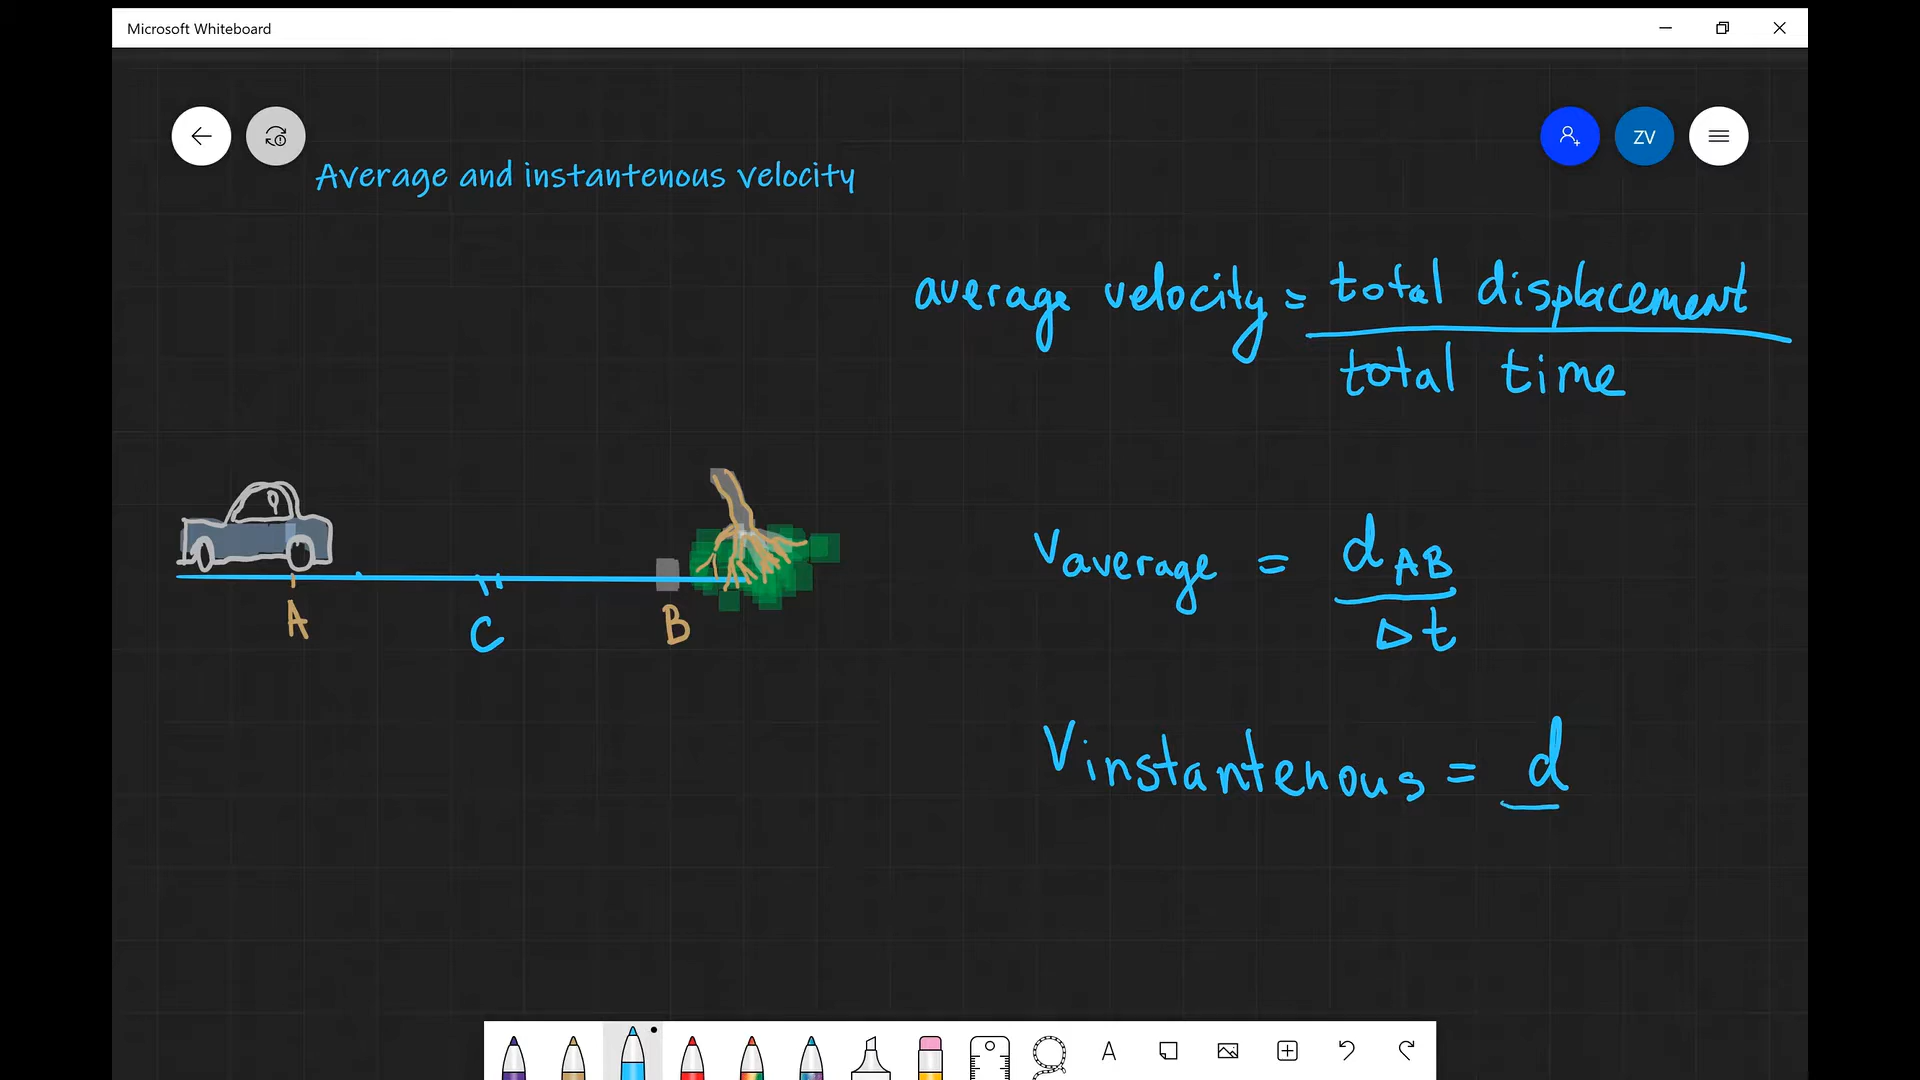 Microsoft Whiteboard
ZV
Average and instantenous velocity
average velocity = total displacement
total time
Vaverage = dAB
Δt
A C B
Vinstantenous = d
A